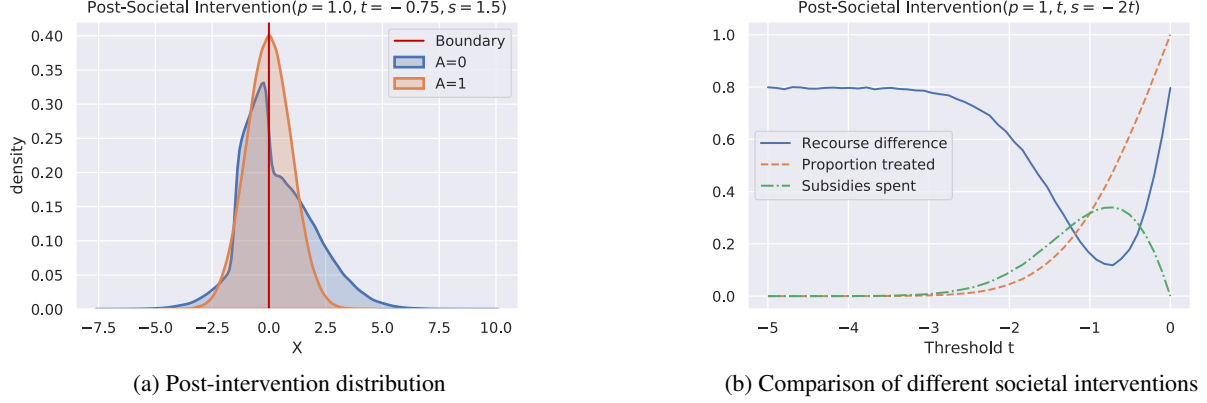 Post-Societal Intervention(p = 1.0, t = −0.75, s = 1.5)
0.40
0.35
0.30
0.25
0.20
0.15
0.10
0.05
0.00
density
Boundary
A=0
A=1
−7.5
−5.0
−2.5
0.0
2.5
5.0
7.5
10.0
X
(a) Post-intervention distribution
Post-Societal Intervention(p = 1, t, s = −2t)
1.0
0.8
0.6
0.4
0.2
0.0
Recourse difference
Proportion treated
Subsidies spent
−5
−4
−3
−2
−1
0
Threshold t
(b) Comparison of different societal interventions